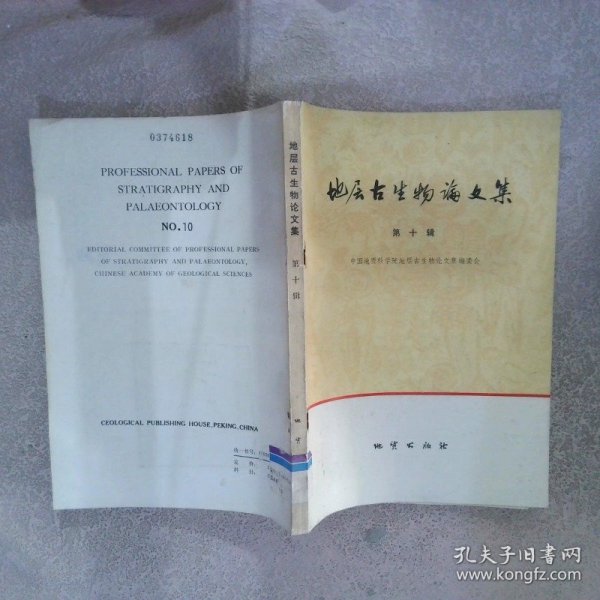 0374618
PROFESSIONAL PAPERS OF
STRATIGRAPHY AND
PALAEONTOLOGY
NO.10
EDITORIAL COMMITTEE OF PROFESSIONAL PAPERS
OF STRATIGRAPHY AND PALAEONTOLOGY,
CHINESE ACADEMY OF GEOLOGICAL SCIENCES
GEOLOGICAL PUBLISHING HOUSE,PEKING,CHINA
地层古生物论文集 第十辑 地质
地层古生物論文集
第十辑
中国地质科学院地层古生物论文集编委会
地质出版社
孔夫子旧书网
www.kongfz.com